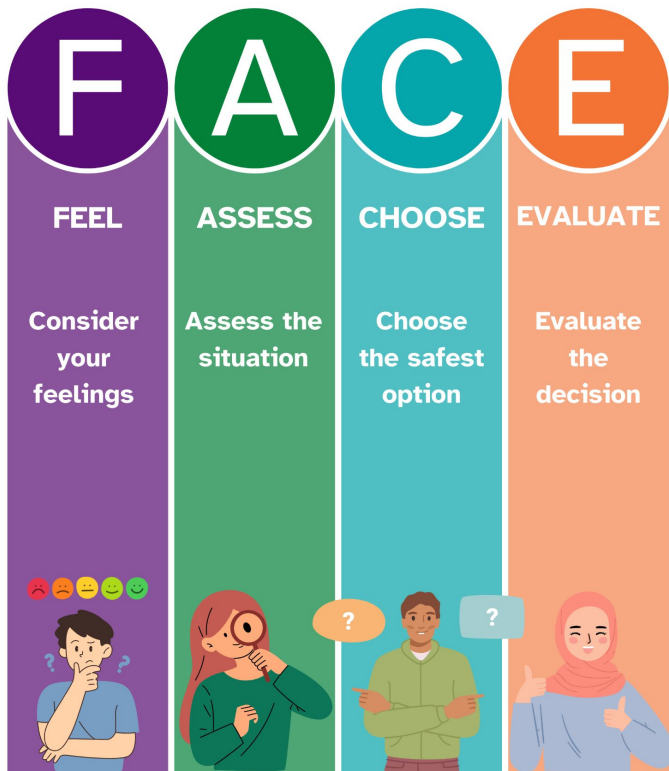 F
A
C
E
FEEL
ASSESS
CHOOSE
EVALUATE
Consider
your
feelings
Assess the
situation
Choose
the safest
option
Evaluate
the
decision
?
?
?
?